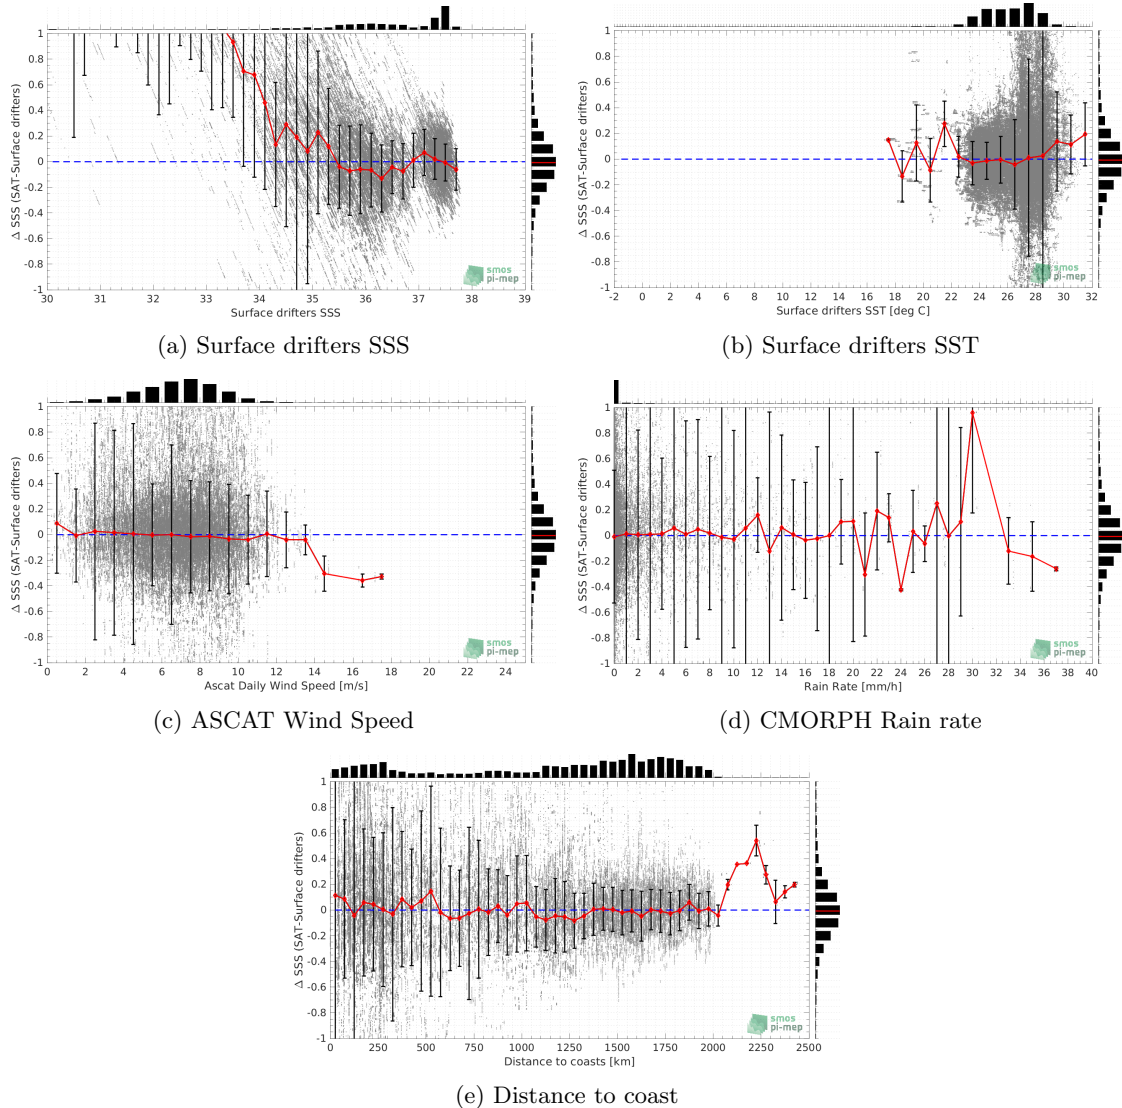 Δ SSS (SAT-Surface drifters)
1
0.8
0.6
0.4
0.2
0
-0.2
-0.4
-0.6
-0.8
-1
30 31 32 33 34 35 36 37 38 39
Surface drifters SSS
smos
pi-mep
(a) Surface drifters SSS
Δ SSS (SAT-Surface drifters)
1
0.8
0.6
0.4
0.2
0
-0.2
-0.4
-0.6
-0.8
-1
-2 0 2 4 6 8 10 12 14 16 18 20 22 24 26 28 30 32
Surface drifters SST [deg C]
smos
pi-mep
(b) Surface drifters SST
Δ SSS (SAT-Surface drifters)
1
0.8
0.6
0.4
0.2
0
-0.2
-0.4
-0.6
-0.8
-1
0 2 4 6 8 10 12 14 16 18 20 22 24
Ascat Daily Wind Speed [m/s]
smos
pi-mep
(c) ASCAT Wind Speed
Δ SSS (SAT-Surface drifters)
1
0.8
0.6
0.4
0.2
0
-0.2
-0.4
-0.6
-0.8
-1
0 2 4 6 8 10 12 14 16 18 20 22 24 26 28 30 32 34 36 38 40
Rain Rate [mm/h]
smos
pi-mep
(d) CMORPH Rain rate
Δ SSS (SAT-Surface drifters)
1
0.8
0.6
0.4
0.2
0
-0.2
-0.4
-0.6
-0.8
-1
0 250 500 750 1000 1250 1500 1750 2000 2250 2500
Distance to coasts [km]
smos
pi-mep
(e) Distance to coast